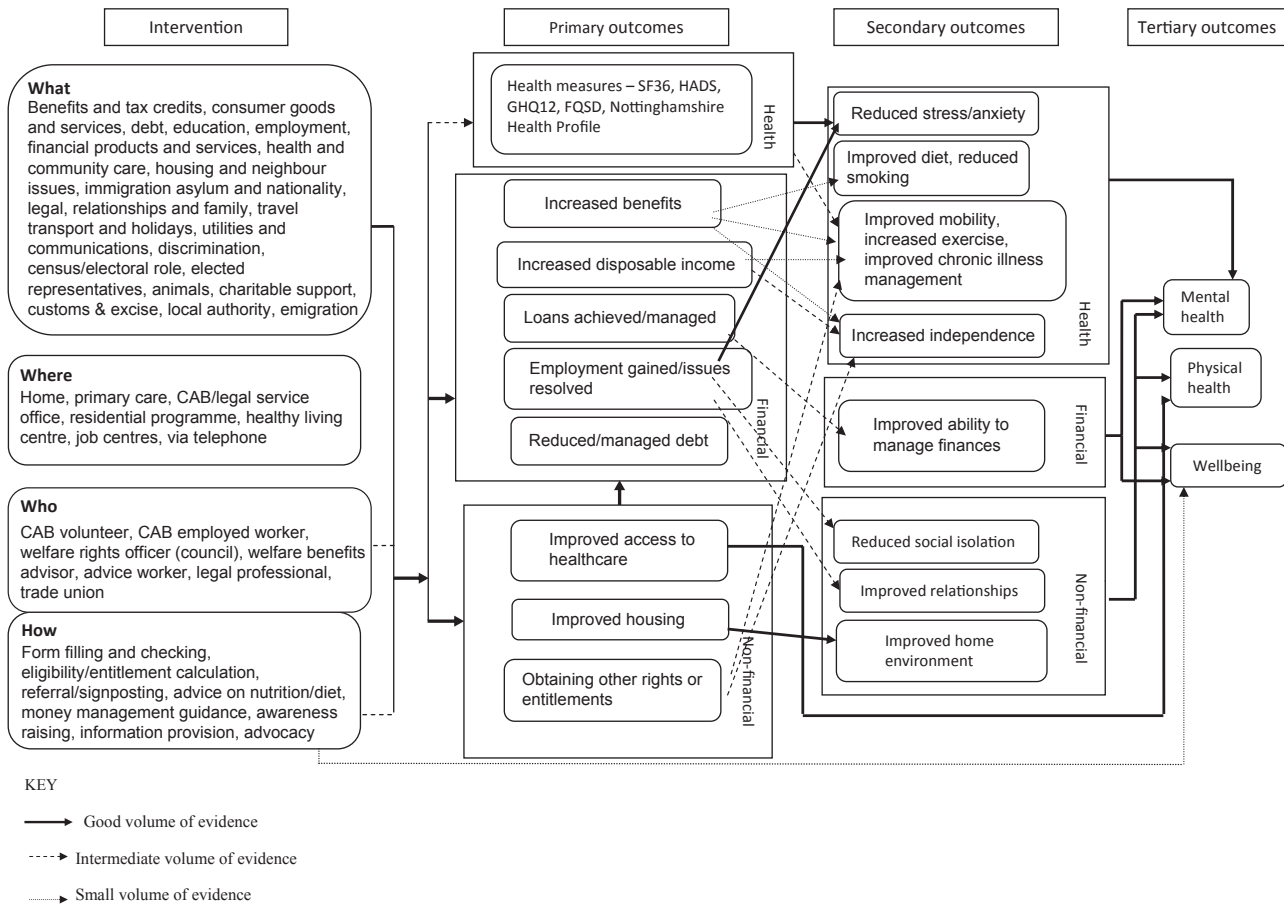 Intervention
Primary outcomes
Secondary outcomes
Tertiary outcomes
What
Benefits and tax credits, consumer goods
and services, debt, education, employment,
financial products and services, health and
community care, housing and neighbour
issues, immigration asylum and nationality,
legal, relationships and family, travel
transport and holidays, utilities and
communications, discrimination,
census/electoral role, elected
representatives, animals, charitable support,
customs & excise, local authority, emigration
Where
Home, primary care, CAB/legal service
office, residential programme, healthy living
centre, job centres, via telephone
Who
CAB volunteer, CAB employed worker,
welfare rights officer (council), welfare benefits
advisor, advice worker, legal professional,
trade union
How
Form filling and checking,
eligibility/entitlement calculation,
referral/signposting, advice on nutrition/diet,
money management guidance, awareness
raising, information provision, advocacy
Health measures – SF36, HADS,
GHQ12, FQSD, Nottinghamshire
Health Profile
Health
Increased benefits
Increased disposable income
Loans achieved/managed
Employment gained/issues
resolved
Reduced/managed debt
Financial
Improved access to
healthcare
Improved housing
Obtaining other rights or
entitlements
Non-financial
Reduced stress/anxiety
Improved diet, reduced
smoking
Improved mobility,
increased exercise,
improved chronic illness
management
Increased independence
Health
Improved ability to
manage finances
Financial
Reduced social isolation
Improved relationships
Improved home
environment
Non-financial
Mental
health
Physical
health
Wellbeing
KEY
Good volume of evidence
Intermediate volume of evidence
Small volume of evidence